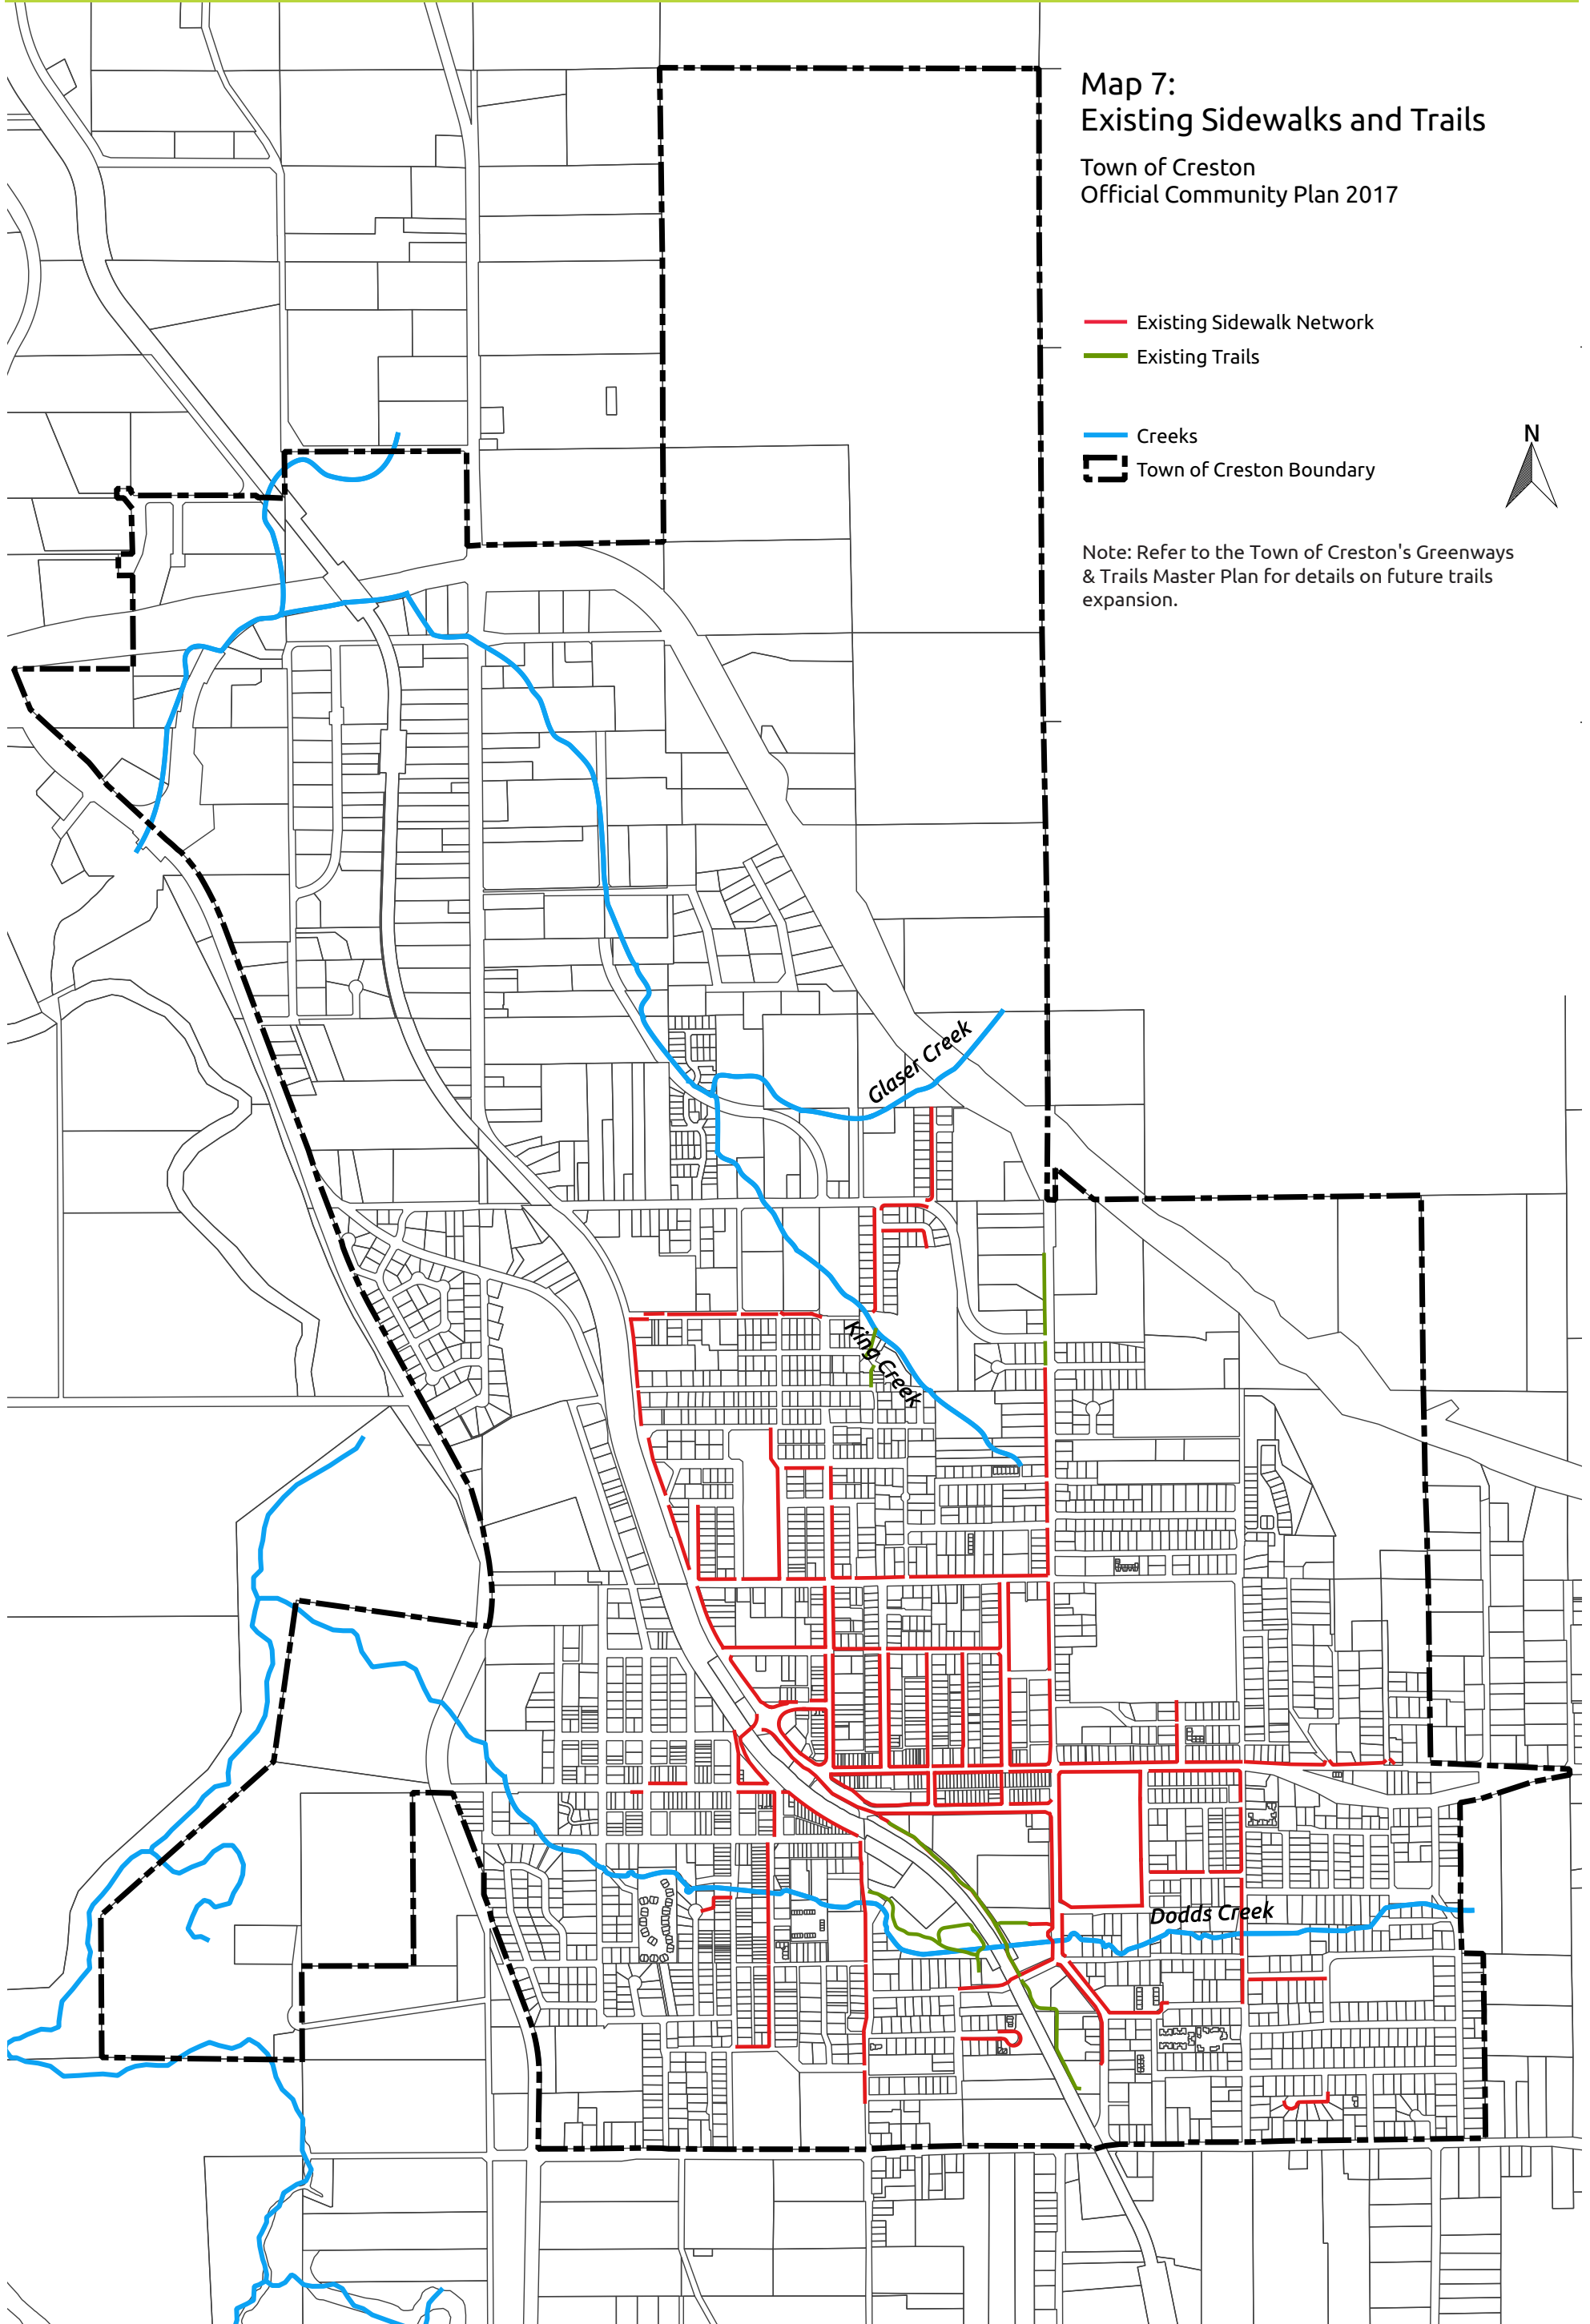 Map 7:
Existing Sidewalks and Trails
Town of Creston
Official Community Plan 2017
Existing Sidewalk Network
Existing Trails
N
Creeks
Town of Creston Boundary
Note: Refer to the Town of Creston's Greenways
& Trails Master Plan for details on future trails
expansion.
Glaser Creek
King Creek
Dodds Creek